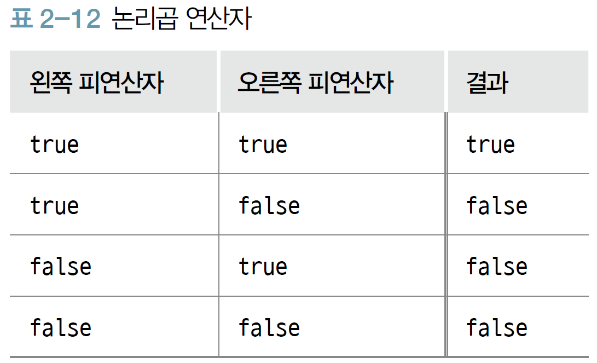 표 2-12 논리곱 연산자
왼쪽 피연산자 오른쪽 피연산자 결과
true true true
true false false
false true false
false false false